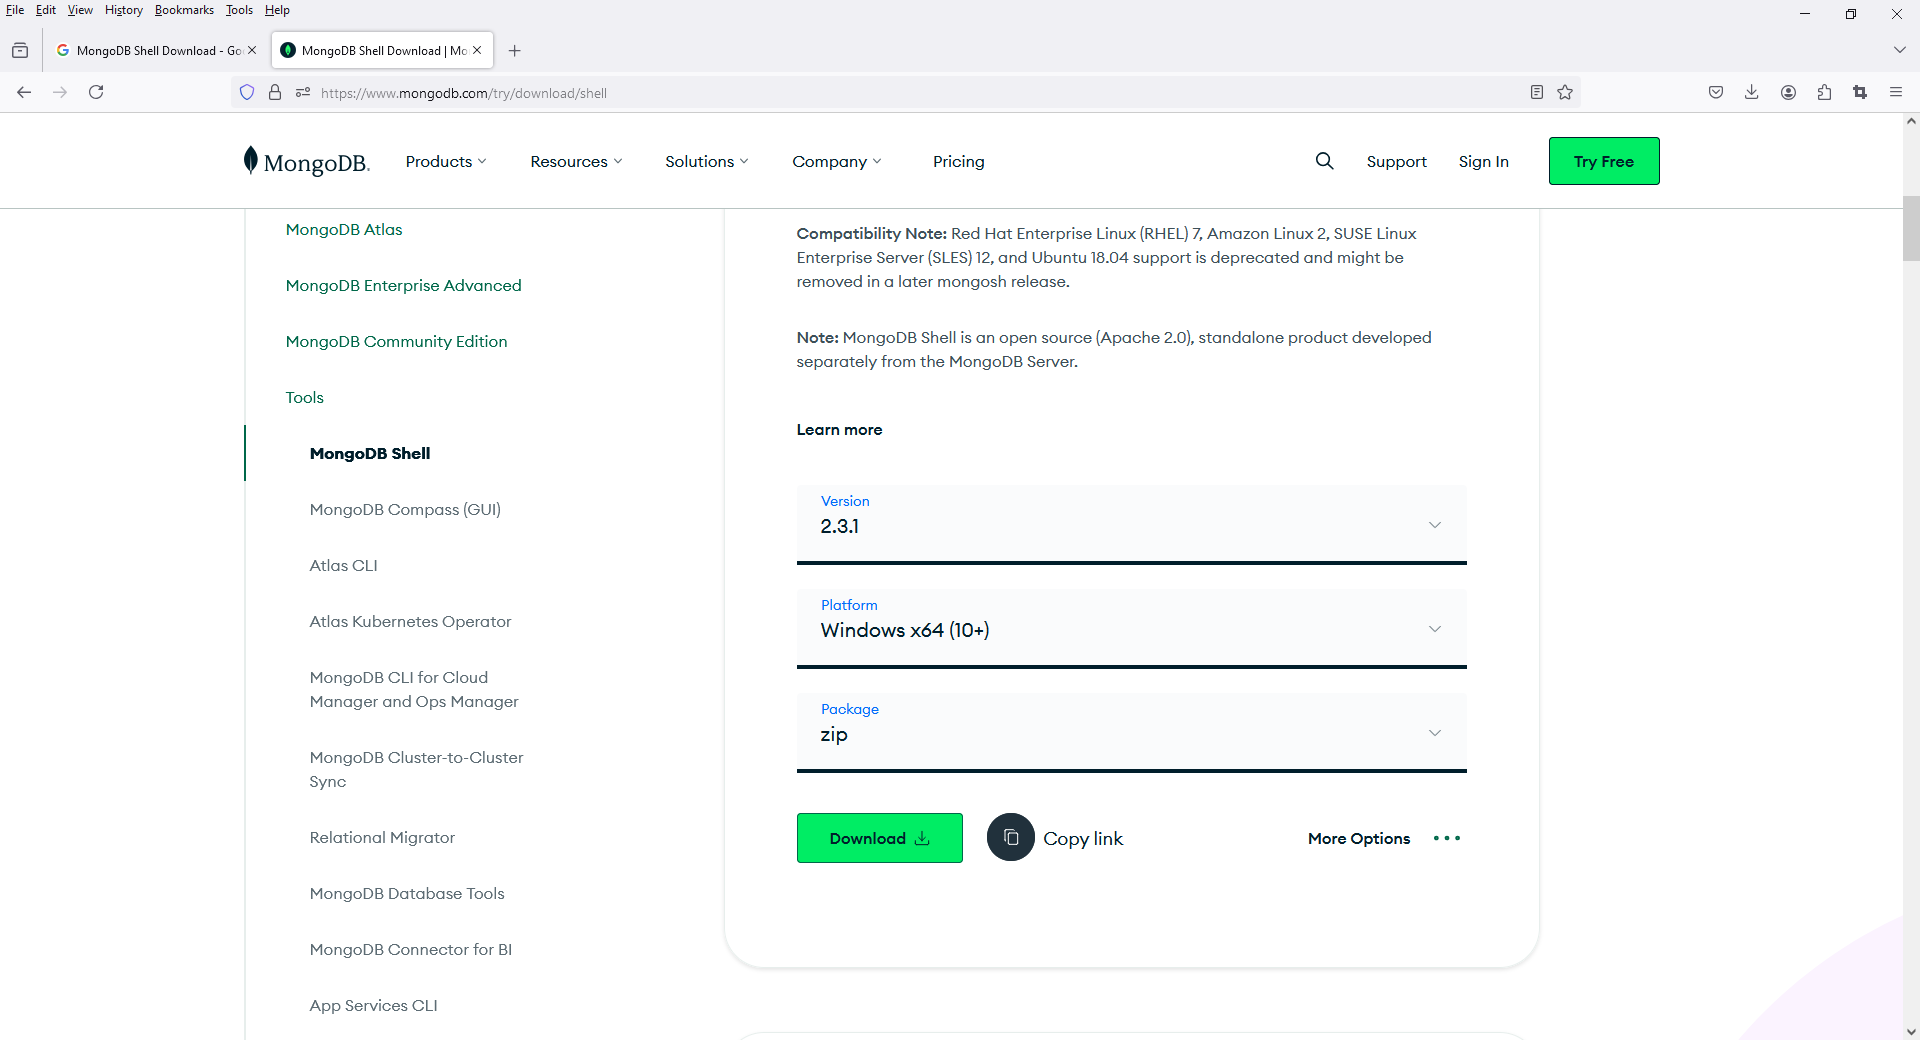 File Edit View History Bookmarks Tools Help
MongoDB Shell Download - Go
MongoDB Shell Download | Mo
https://www.mongodb.com/try/download/shell
MongoDB.
Products
Resources
Solutions
Company
Pricing
Support
Sign In
Try Free
MongoDB Atlas
MongoDB Enterprise Advanced
MongoDB Community Edition
Tools
MongoDB Shell
MongoDB Compass (GUI)
Atlas CLI
Atlas Kubernetes Operator
MongoDB CLI for Cloud
Manager and Ops Manager
MongoDB Cluster-to-Cluster
Sync
Relational Migrator
MongoDB Database Tools
MongoDB Connector for BI
App Services CLI
Compatibility Note: Red Hat Enterprise Linux (RHEL) 7, Amazon Linux 2, SUSE Linux
Enterprise Server (SLES) 12, and Ubuntu 18.04 support is deprecated and might be
removed in a later mongosh release.
Note: MongoDB Shell is an open source (Apache 2.0), standalone product developed
separately from the MongoDB Server.
Learn more
Version
2.3.1
Platform
Windows x64 (10+)
Package
zip
Download
Copy link
More Options